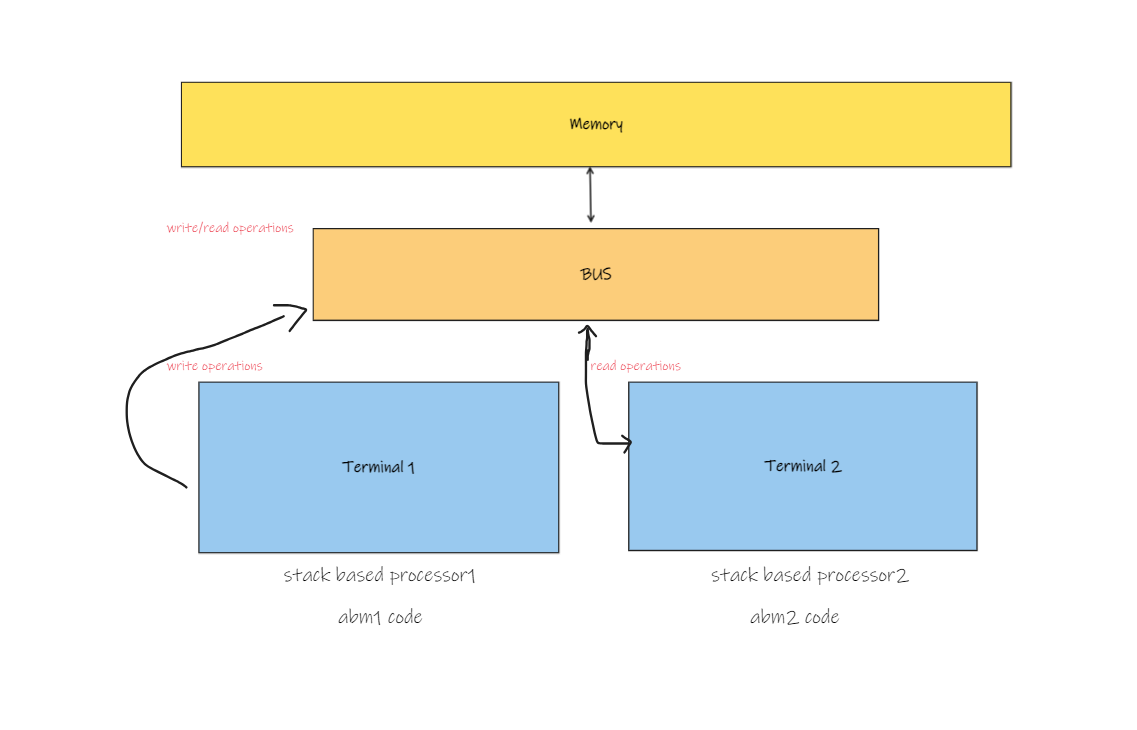 Memory
write/read operations
BUS
write operations
read operations
Terminal 1
Terminal 2
stack based processor1
stack based processor2
abm1 code
abm2 code